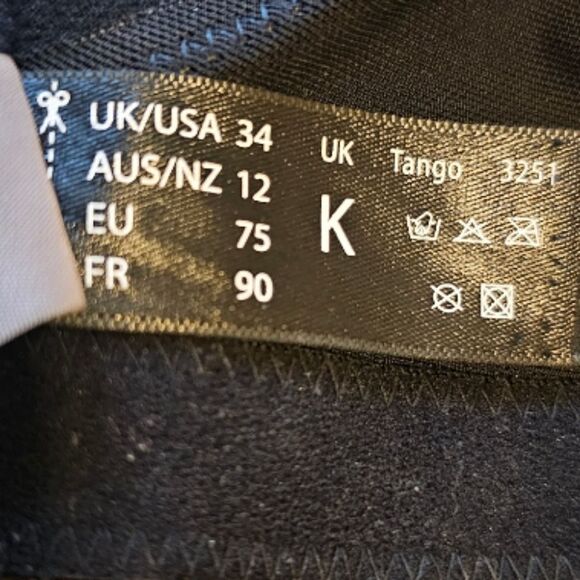 UK/USA 34 UK Tango 3251
AUS/NZ 12
EU 75 K
FR 90